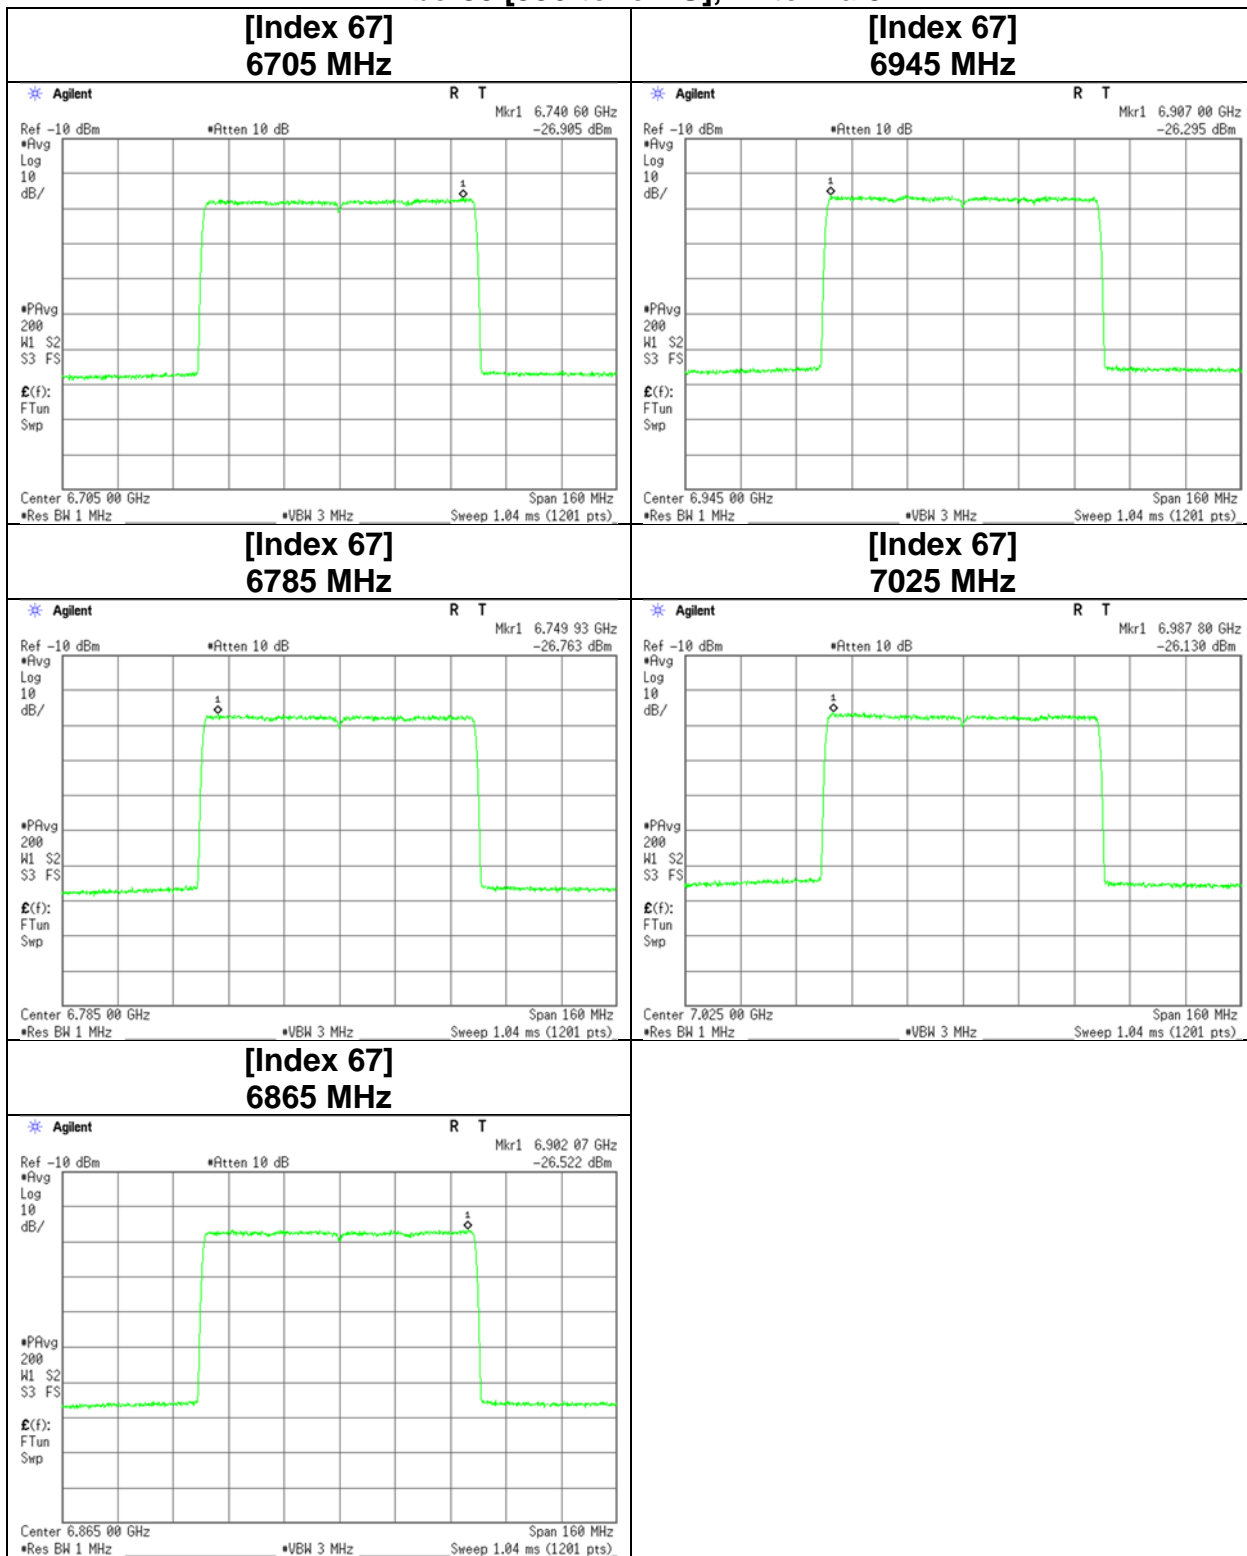 [Index 67]
6705 MHz
Agilent
R T
Mkr1 6.740 60 GHz
Ref -10 dBm
*Atten 10 dB
-26.905 dBm
*Avg
Log
10
dB/
1
*PAvg
200
W1 S2
S3 FS
£(f):
FTun
Swp
Center 6.705 00 GHz
Span 160 MHz
*Res BW 1 MHz
*VBW 3 MHz
Sweep 1.04 ms (1201 pts)
[Index 67]
6945 MHz
Agilent
R T
Mkr1 6.907 00 GHz
Ref -10 dBm
*Atten 10 dB
-26.295 dBm
*Avg
Log
10
dB/
1
*PAvg
200
W1 S2
S3 FS
£(f):
FTun
Swp
Center 6.945 00 GHz
Span 160 MHz
*Res BW 1 MHz
*VBW 3 MHz
Sweep 1.04 ms (1201 pts)
[Index 67]
6785 MHz
Agilent
R T
Mkr1 6.749 93 GHz
Ref -10 dBm
*Atten 10 dB
-26.763 dBm
*Avg
Log
10
dB/
1
*PAvg
200
W1 S2
S3 FS
£(f):
FTun
Swp
Center 6.785 00 GHz
Span 160 MHz
*Res BW 1 MHz
*VBW 3 MHz
Sweep 1.04 ms (1201 pts)
[Index 67]
7025 MHz
Agilent
R T
Mkr1 6.987 80 GHz
Ref -10 dBm
*Atten 10 dB
-26.130 dBm
*Avg
Log
10
dB/
1
*PAvg
200
W1 S2
S3 FS
£(f):
FTun
Swp
Center 7.025 00 GHz
Span 160 MHz
*Res BW 1 MHz
*VBW 3 MHz
Sweep 1.04 ms (1201 pts)
[Index 67]
6865 MHz
Agilent
R T
Mkr1 6.902 07 GHz
Ref -10 dBm
*Atten 10 dB
-26.522 dBm
*Avg
Log
10
dB/
1
*PAvg
200
W1 S2
S3 FS
£(f):
FTun
Swp
Center 6.865 00 GHz
Span 160 MHz
*Res BW 1 MHz
*VBW 3 MHz
Sweep 1.04 ms (1201 pts)